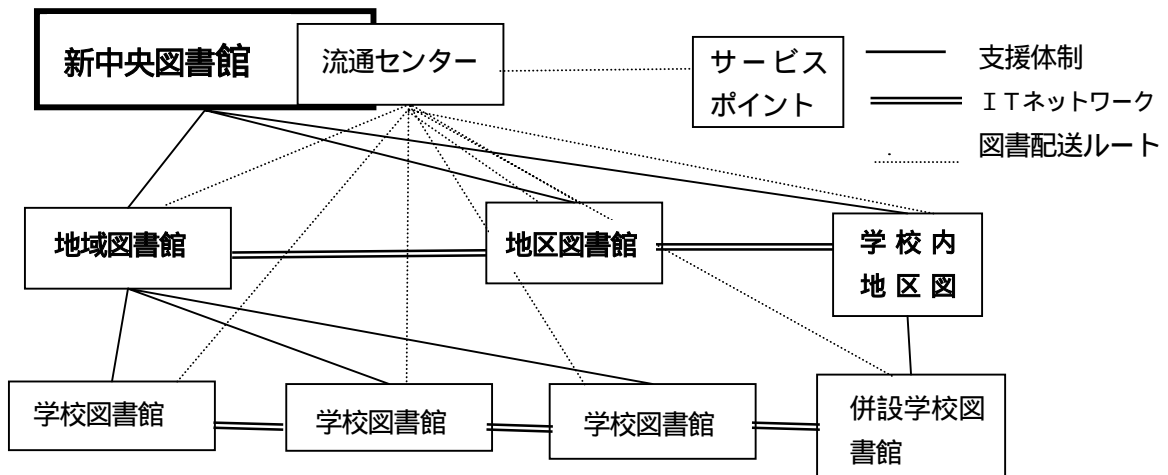 新中央図書館
流通センター
サービス
ポイント
支援体制
ＩＴネットワーク
図書配送ルート
地域図書館
地区図書館
学校内
地区図
学校図書館
学校図書館
学校図書館
併設学校図
書館